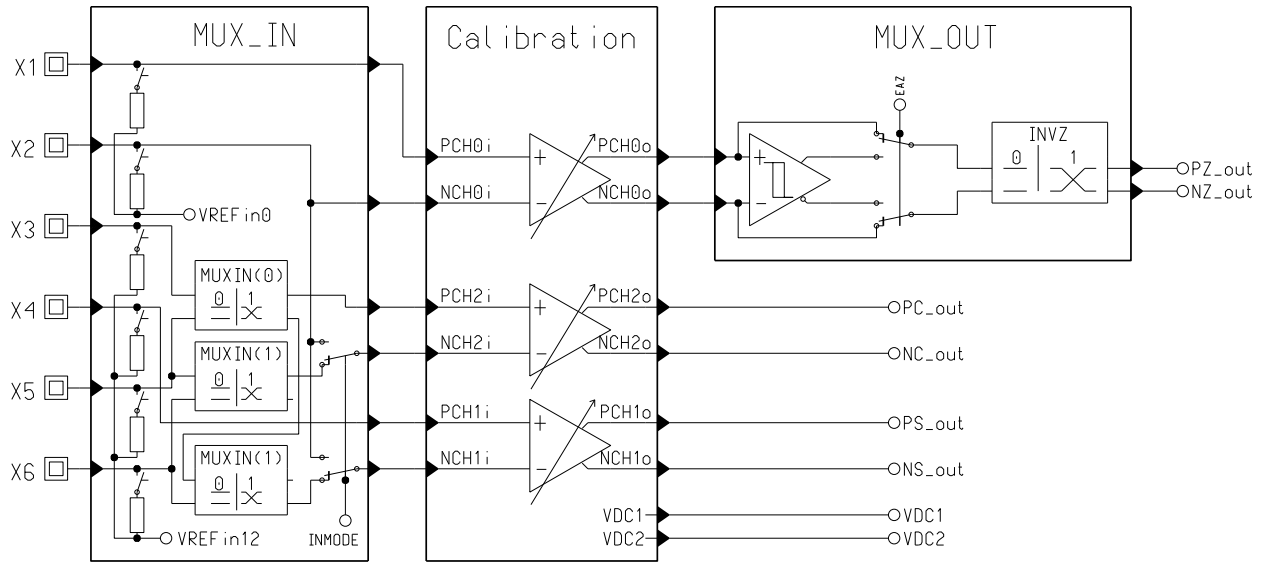 MUX_IN
Calibration
MUX_OUT
X1
X2
X3
X4
X5
X6
VREFin0
MUXIN(0)
0 1
MUXIN(1)
0 1
MUXIN(1)
0 1
VREFin12
INMODE
PCH0i
PCH0o
+
NCH0i
NCH0o
−
PCH2i
PCH2o
+
NCH2i
NCH2o
−
PCH1i
PCH1o
+
NCH1i
NCH1o
−
VDC1
VDC2
EAZ
+
−
INVZ
0 1
PZ_out
NZ_out
PC_out
NC_out
PS_out
NS_out
VDC1
VDC2